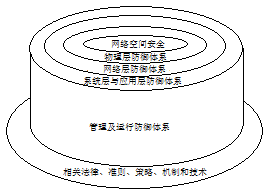 网络空间安全
物理层防御体系
网络层防御体系
系统层与应用层防御体系
管理及运行防御体系
相关法律、准则、策略、机制和技术